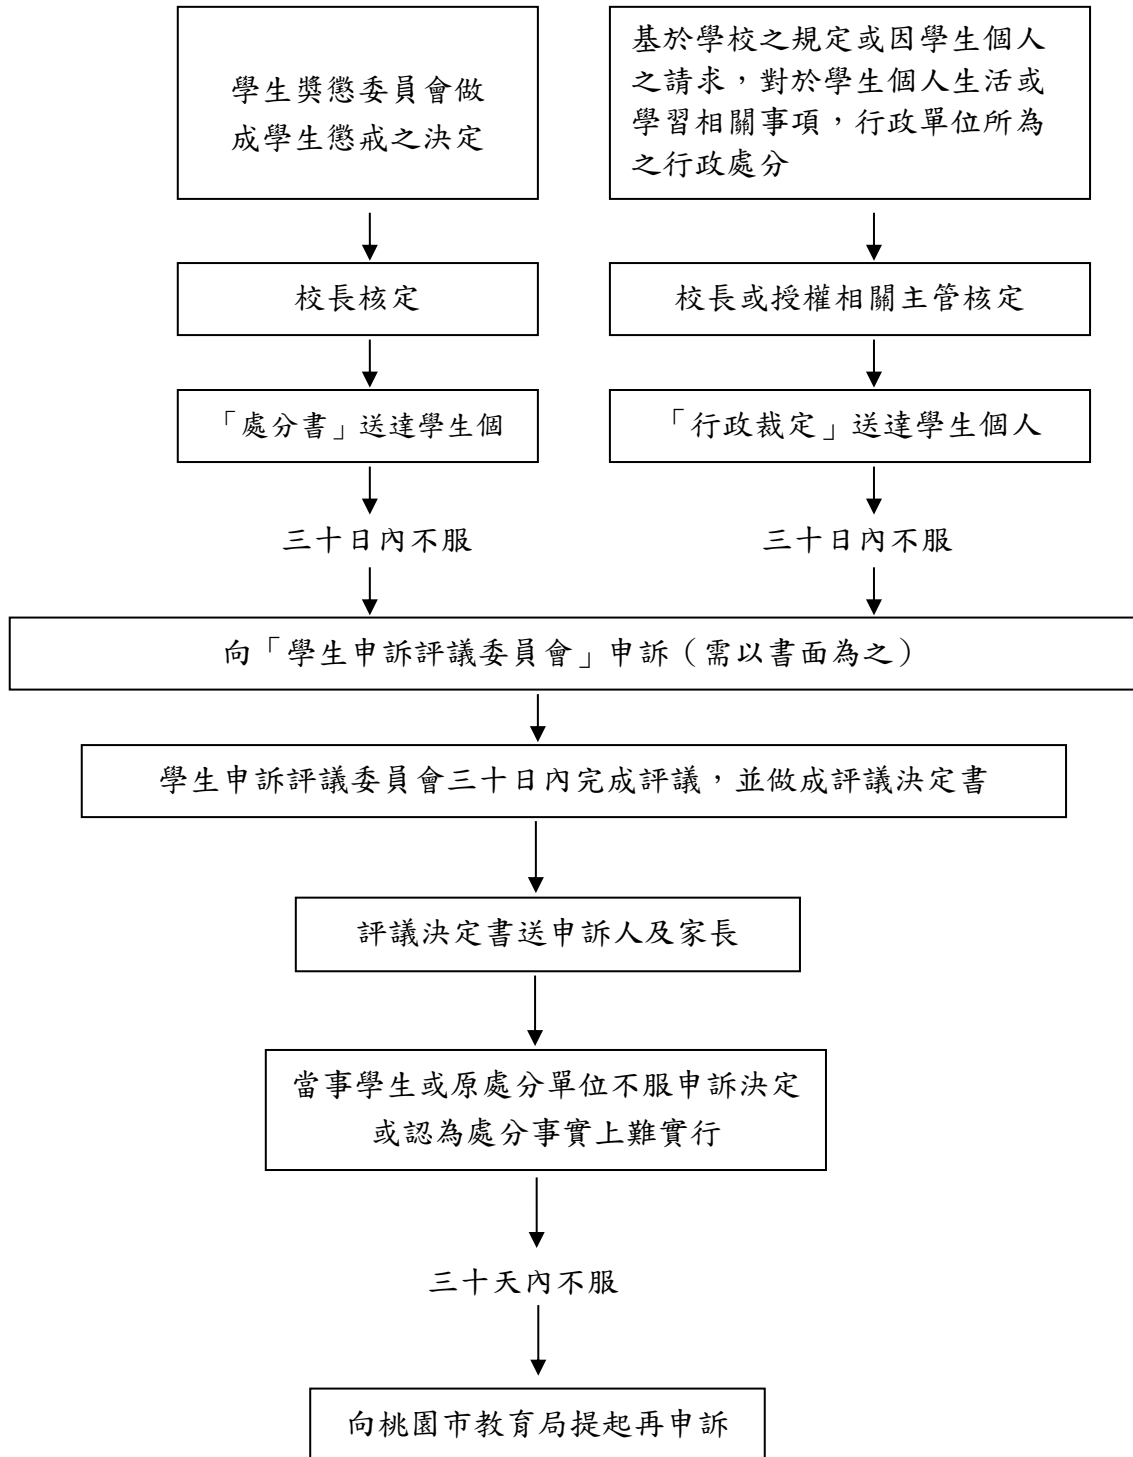 學生獎懲委員會做
成學生懲戒之決定
基於學校之規定或因學生個人
之請求，對於學生個人生活或
學習相關事項，行政單位所為
之行政處分
校長核定
校長或授權相關主管核定
「處分書」送達學生個
「行政裁定」送達學生個人
三十日內不服
三十日內不服
向「學生申訴評議委員會」申訴（需以書面為之）
學生申訴評議委員會三十日內完成評議，並做成評議決定書
評議決定書送申訴人及家長
當事學生或原處分單位不服申訴決定
或認為處分事實上難實行
三十天內不服
向桃園市教育局提起再申訴